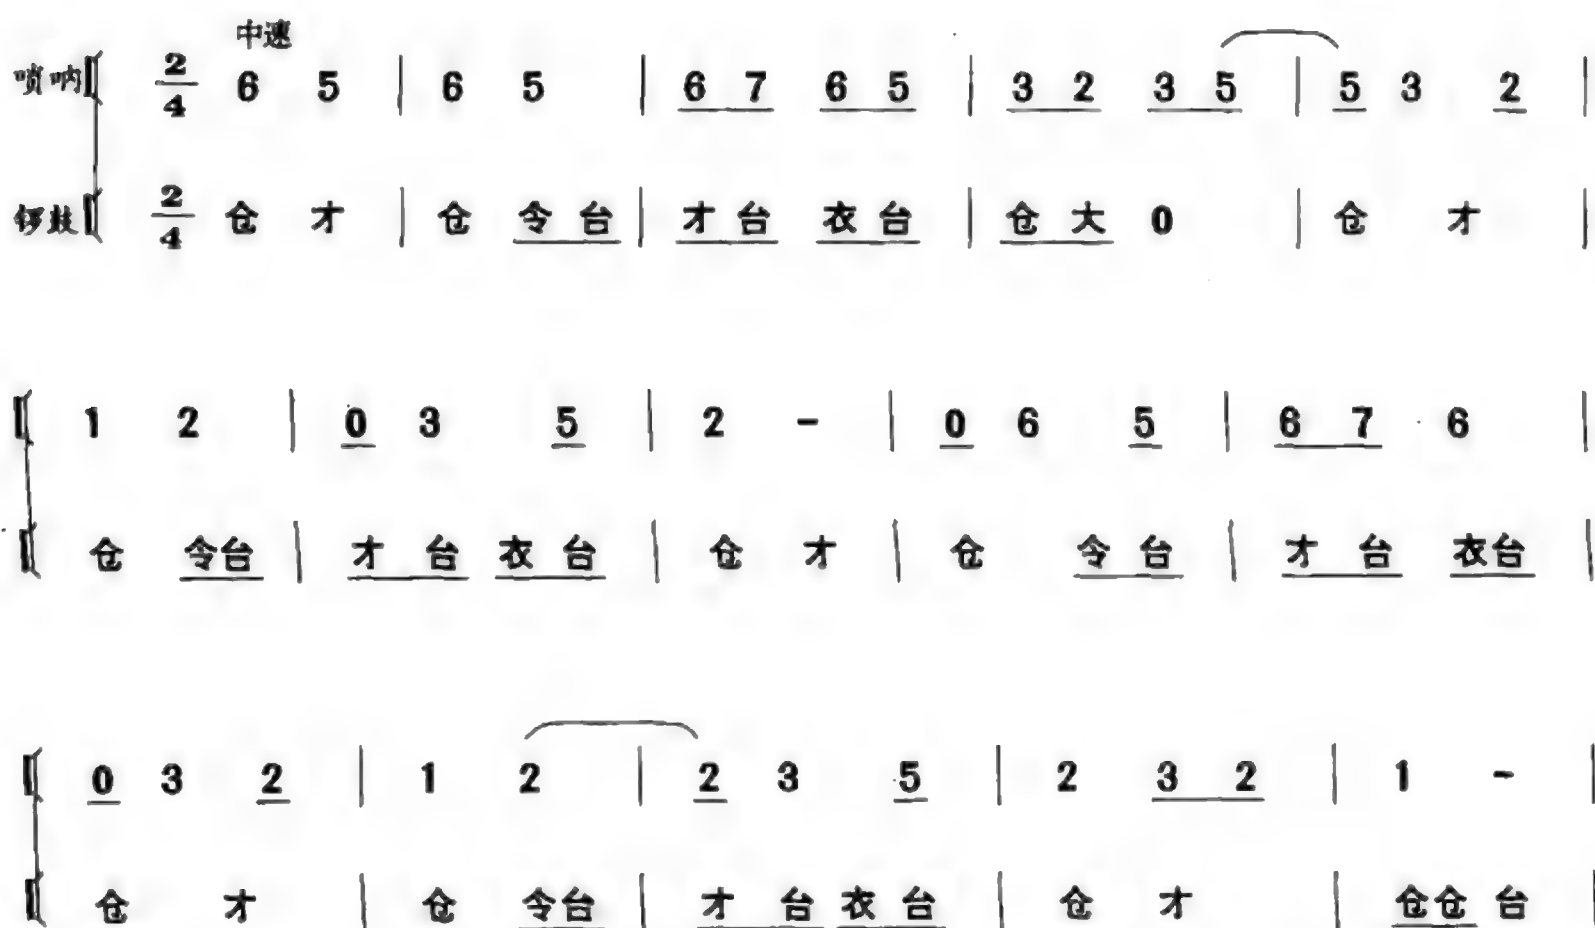 中速
唢呐 2/4 6 5 | 6 5 | 6 7 6 5 | 3 2 3 5 | 5 3 2 |
锣鼓 2/4 仓 才 | 仓 令 台 | 才 台 衣 台 | 仓 大 0 | 仓 才 |
1 2 | 0 3 5 | 2 - | 0 6 5 | 6 7 6 |
仓 令台 | 才 台 衣 台 | 仓 才 | 仓 令 台 | 才 台 衣台 |
0 3 2 | 1 2 | 2 3 5 | 2 3 2 | 1 - |
仓 才 | 仓 令台 | 才 台 衣 台 | 仓 才 | 仓仓 台